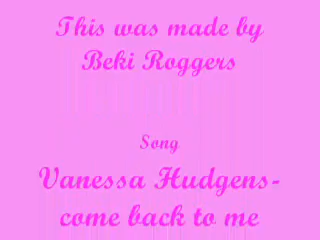 This was made by
Beki Roggers
Song
Vanessa Hudgens-
come back to me